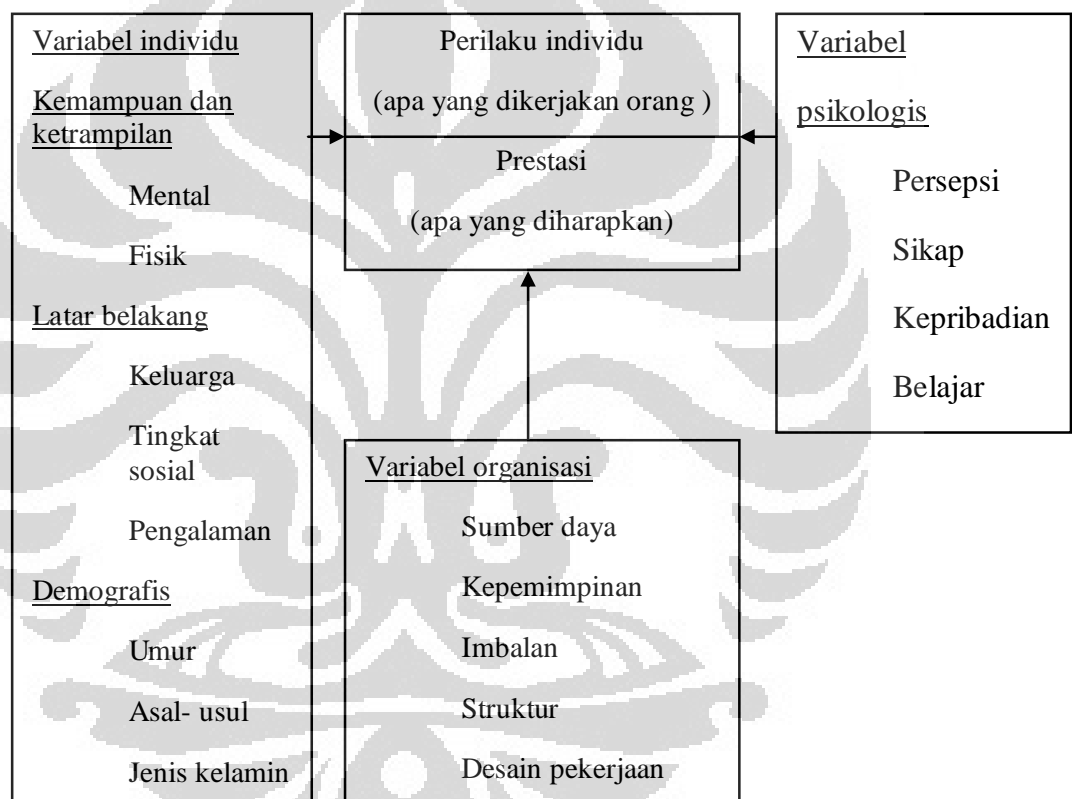 Variabel individu
Kemampuan dan
ketrampilan
Mental
Fisik
Latar belakang
Keluarga
Tingkat
sosial
Pengalaman
Demografis
Umur
Asal- usul
Jenis kelamin
Perilaku individu
(apa yang dikerjakan orang )
Prestasi
(apa yang diharapkan)
Variabel organisasi
Sumber daya
Kepemimpinan
Imbalan
Struktur
Desain pekerjaan
Variabel
psikologis
Persepsi
Sikap
Kepribadian
Belajar